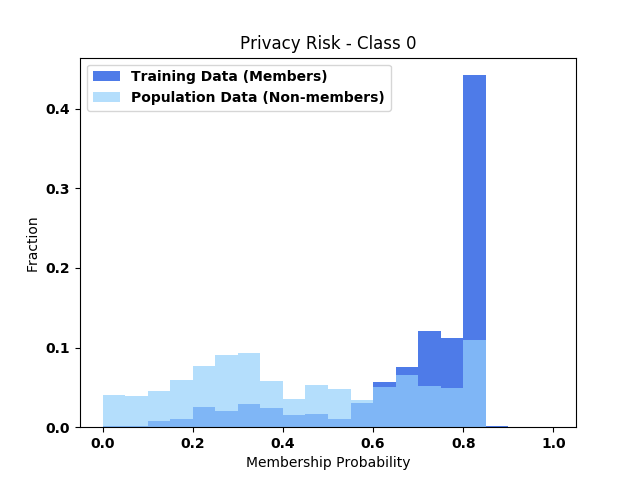 Privacy Risk - Class 0
Training Data (Members)
Population Data (Non-members)
Fraction
0.4
0.3
0.2
0.1
0.0
0.0 0.2 0.4 0.6 0.8 1.0
Membership Probability